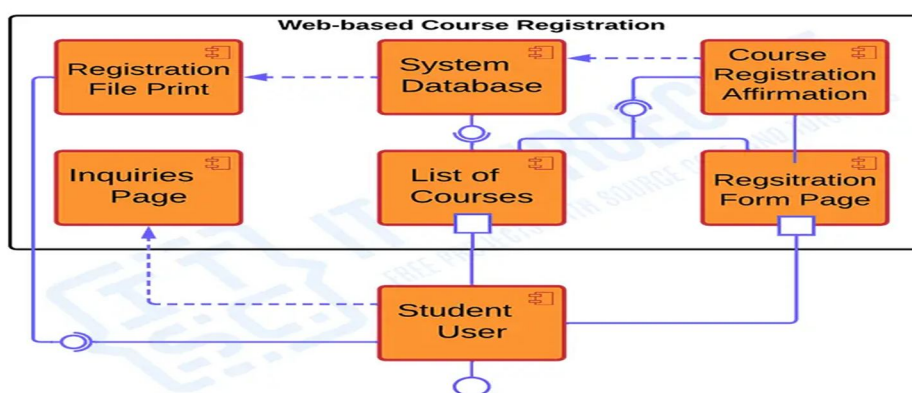 Web-based Course Registration
Registration
File Print
System
Database
Course
Registration
Affirmation
Inquiries
Page
List of
Courses
Regsitration
Form Page
Student
User